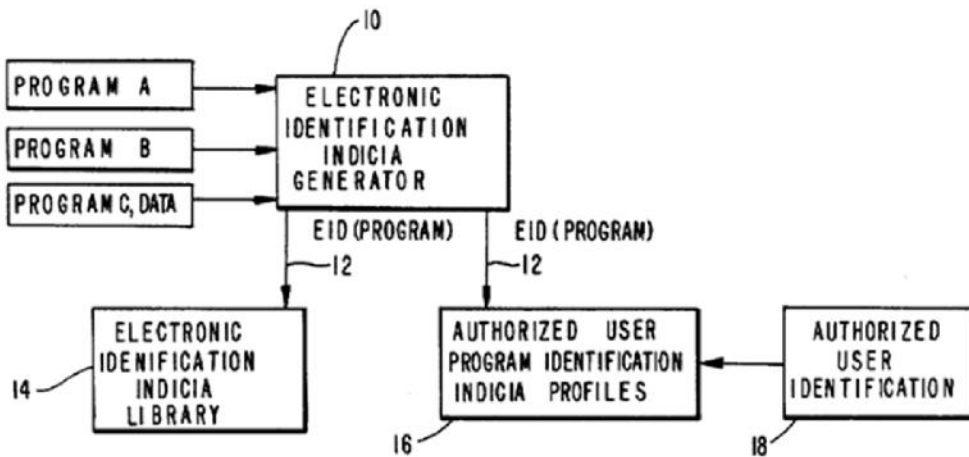 10
PROGRAM A
PROGRAM B
PROGRAM C, DATA
ELECTRONIC
IDENTIFICATION
INDICIA
GENERATOR
EID (PROGRAM)
EID (PROGRAM)
12
12
ELECTRONIC
IDENIFICATION
INDICIA
LIBRARY
14
AUTHORIZED USER
PROGRAM IDENTIFICATION
INDICIA PROFILES
16
AUTHORIZED
USER
IDENTIFICATION
18